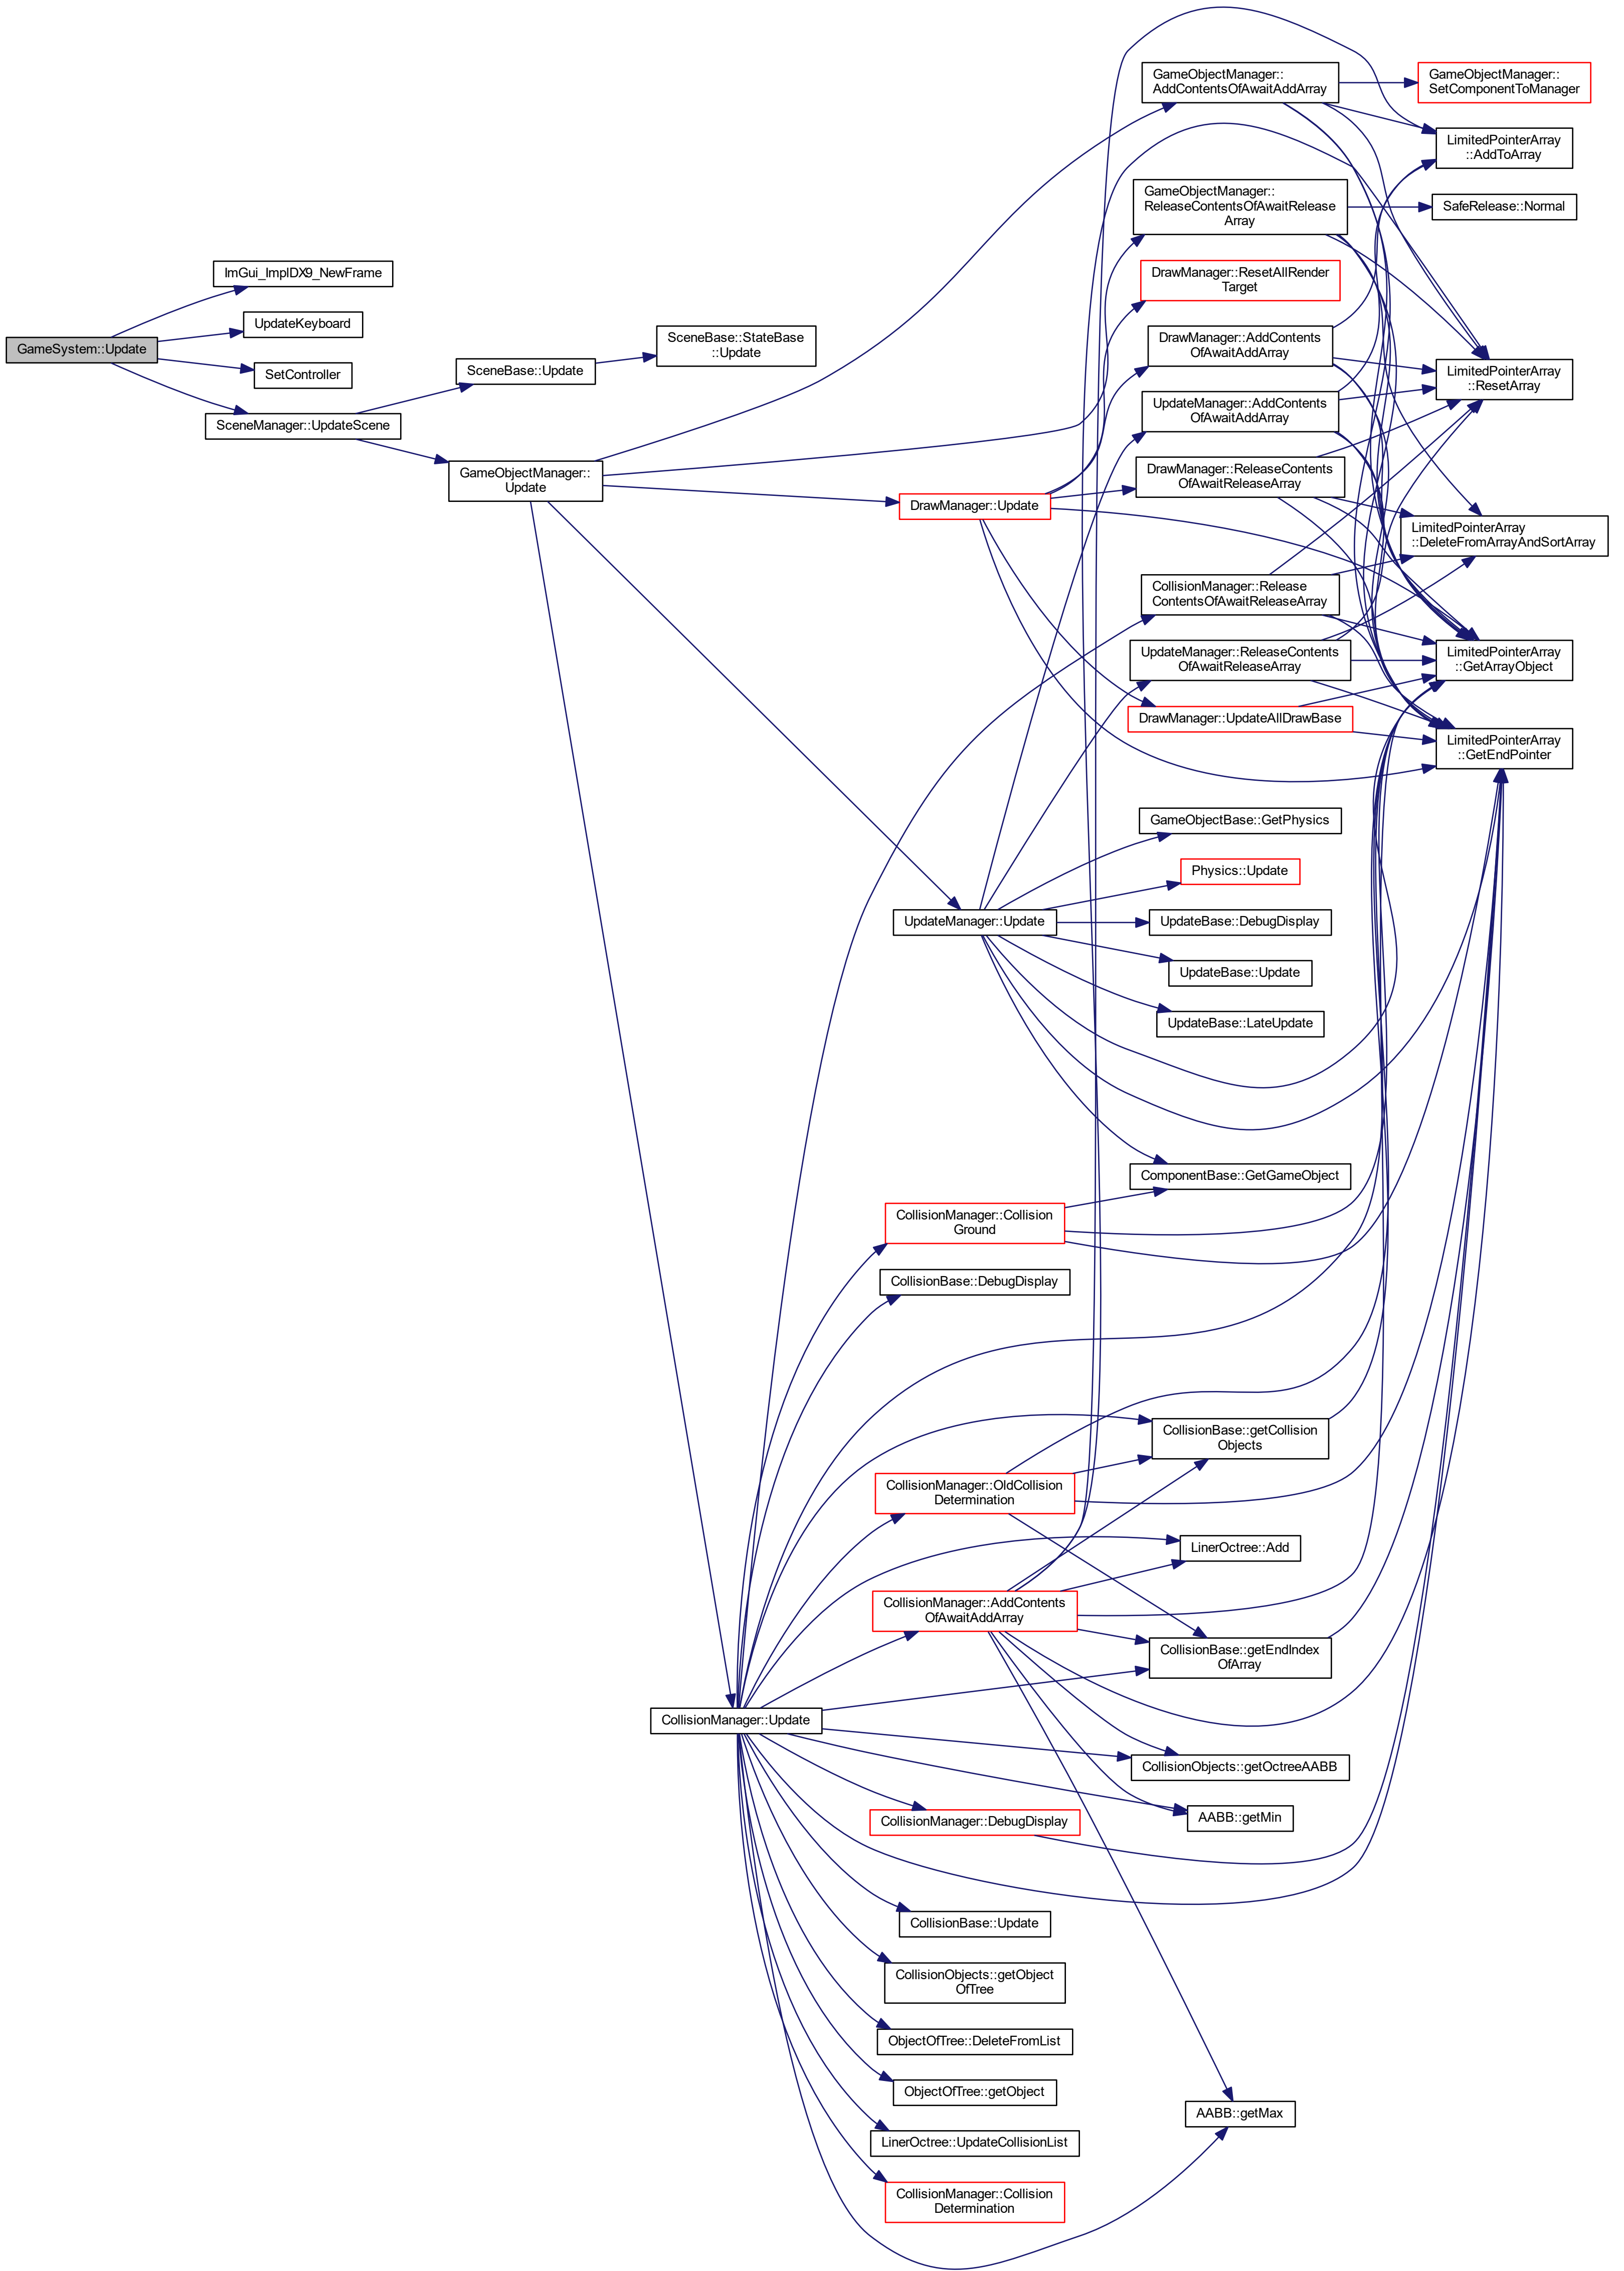 GameObjectManager::
AddContentsOfAwaitAddArray
GameObjectManager::
SetComponentToManager
LimitedPointerArray
::AddToArray
GameObjectManager::
ReleaseContentsOfAwaitRelease
Array
SafeRelease::Normal
ImGui_ImplDX9_NewFrame
DrawManager::ResetAllRender
Target
UpdateKeyboard
GameSystem::Update
SceneBase::StateBase
::Update
DrawManager::AddContents
OfAwaitAddArray
SetController
SceneBase::Update
LimitedPointerArray
::ResetArray
SceneManager::UpdateScene
UpdateManager::AddContents
OfAwaitAddArray
GameObjectManager::
Update
DrawManager::ReleaseContents
OfAwaitReleaseArray
DrawManager::Update
LimitedPointerArray
::DeleteFromArrayAndSortArray
CollisionManager::Release
ContentsOfAwaitReleaseArray
UpdateManager::ReleaseContents
OfAwaitReleaseArray
LimitedPointerArray
::GetArrayObject
DrawManager::UpdateAllDrawBase
LimitedPointerArray
::GetEndPointer
GameObjectBase::GetPhysics
Physics::Update
UpdateManager::Update
UpdateBase::DebugDisplay
UpdateBase::Update
UpdateBase::LateUpdate
ComponentBase::GetGameObject
CollisionManager::Collision
Ground
CollisionBase::DebugDisplay
CollisionBase::getCollision
Objects
CollisionManager::OldCollision
Determination
LinerOctree::Add
CollisionManager::AddContents
OfAwaitAddArray
CollisionBase::getEndIndex
OfArray
CollisionManager::Update
CollisionObjects::getOctreeAABB
AABB::getMin
CollisionManager::DebugDisplay
CollisionBase::Update
CollisionObjects::getObject
OfTree
ObjectOfTree::DeleteFromList
ObjectOfTree::getObject
AABB::getMax
LinerOctree::UpdateCollisionList
CollisionManager::Collision
Determination